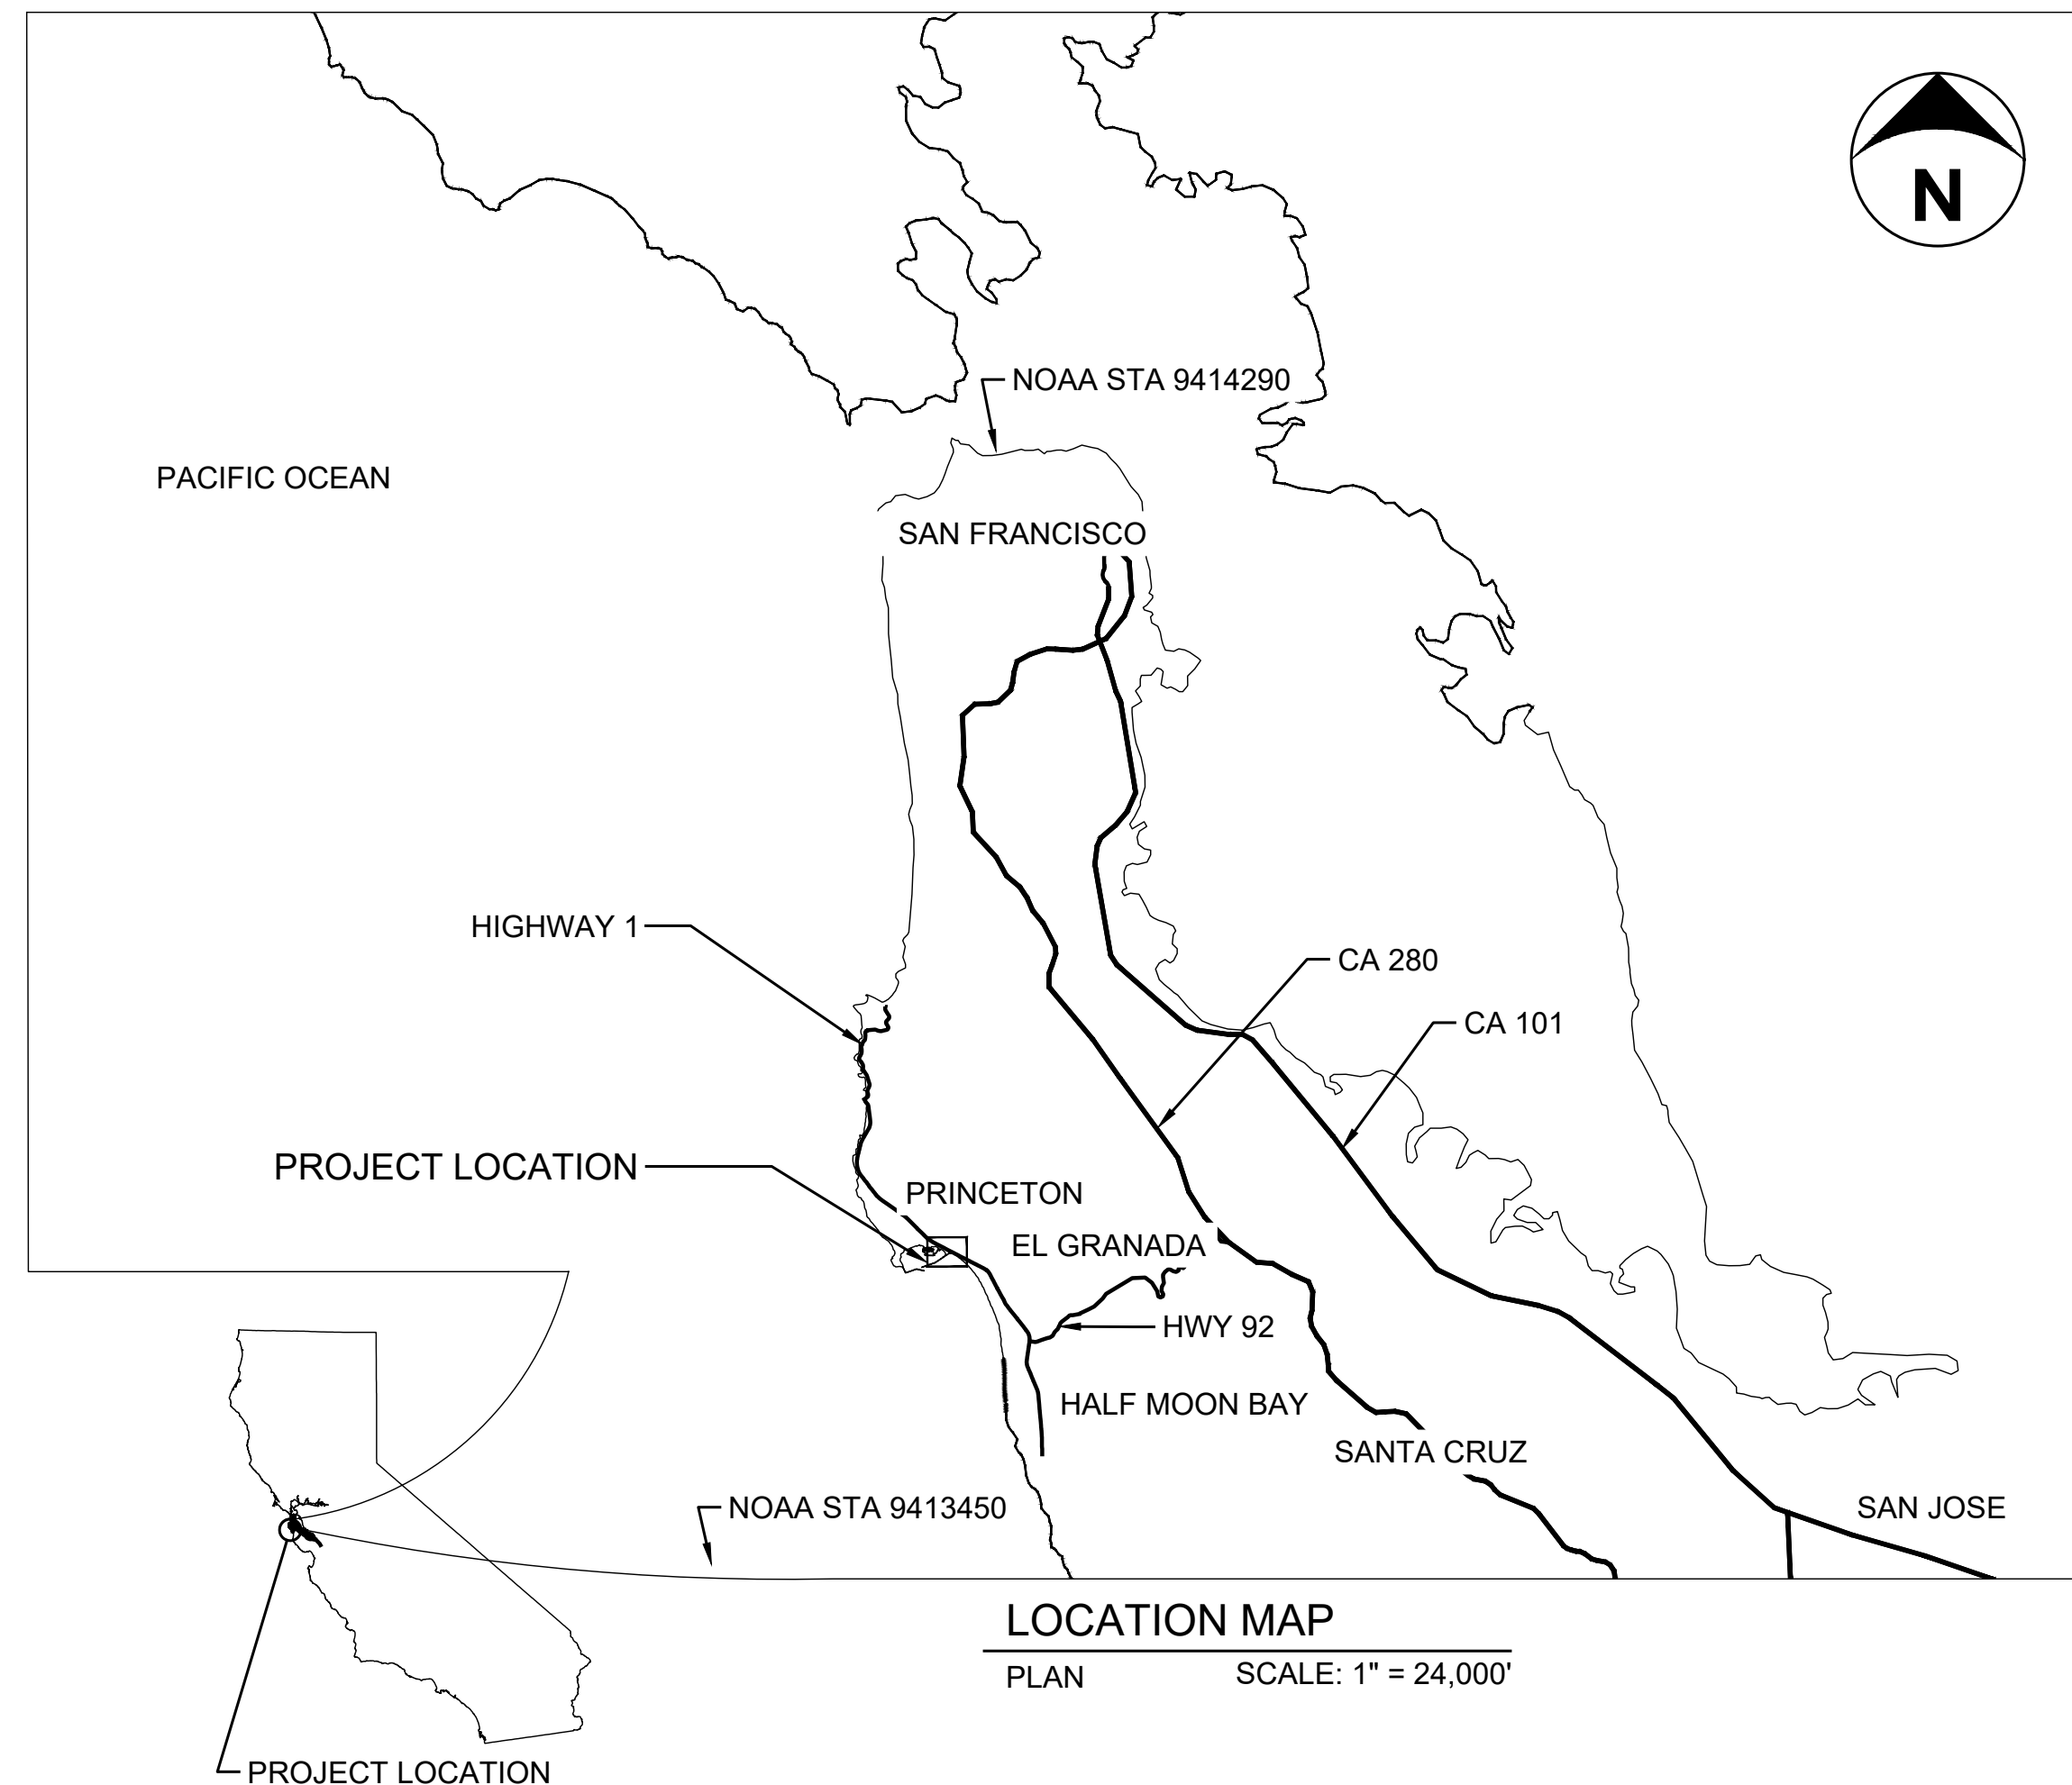 N
NOAA STA 9414290
PACIFIC OCEAN
SAN FRANCISCO
HIGHWAY 1
CA 280
CA 101
PROJECT LOCATION
PRINCETON
EL GRANADA
HWY 92
HALF MOON BAY
SANTA CRUZ
NOAA STA 9413450
SAN JOSE
LOCATION MAP
PLAN SCALE: 1" = 24,000'
PROJECT LOCATION